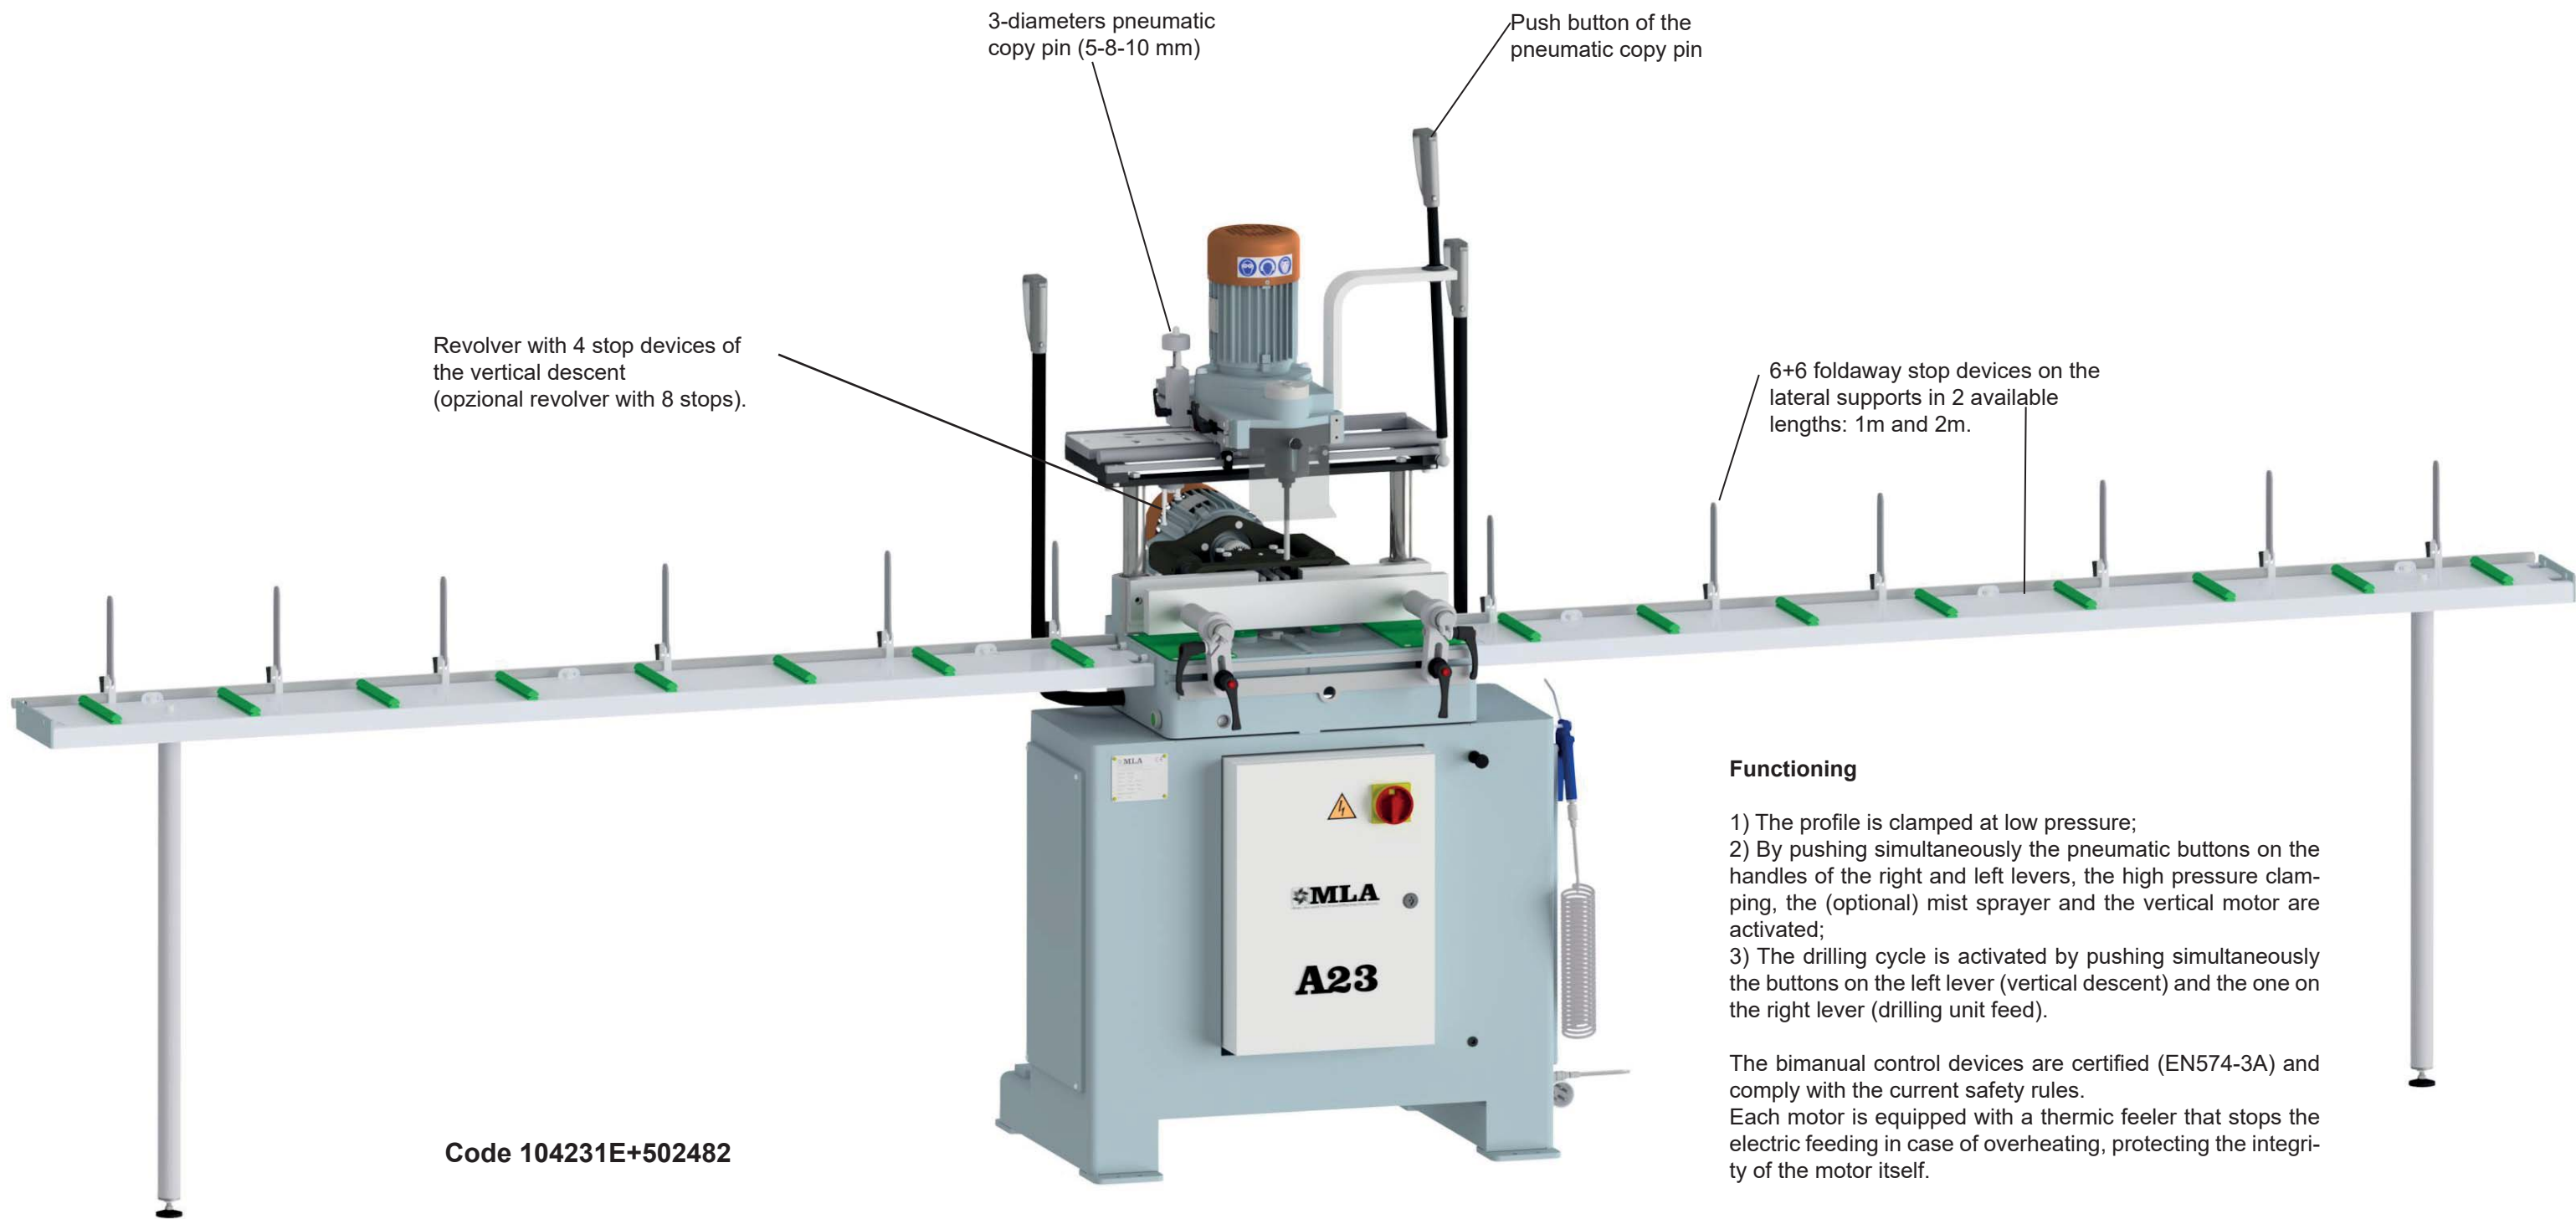 3-diameters pneumatic
copy pin (5-8-10 mm)
Push button of the
pneumatic copy pin
Revolver with 4 stop devices of
the vertical descent
(opzional revolver with 8 stops).
6+6 foldaway stop devices on the
lateral supports in 2 available
lengths: 1m and 2m.
MLA
MLA
A23
Functioning
1) The profile is clamped at low pressure;
2) By pushing simultaneously the pneumatic buttons on the
handles of the right and left levers, the high pressure clam-
ping, the (optional) mist sprayer and the vertical motor are
activated;
3) The drilling cycle is activated by pushing simultaneously
the buttons on the left lever (vertical descent) and the one on
the right lever (drilling unit feed).
The bimanual control devices are certified (EN574-3A) and
comply with the current safety rules.
Each motor is equipped with a thermic feeler that stops the
electric feeding in case of overheating, protecting the integri-
ty of the motor itself.
Code 104231E+502482